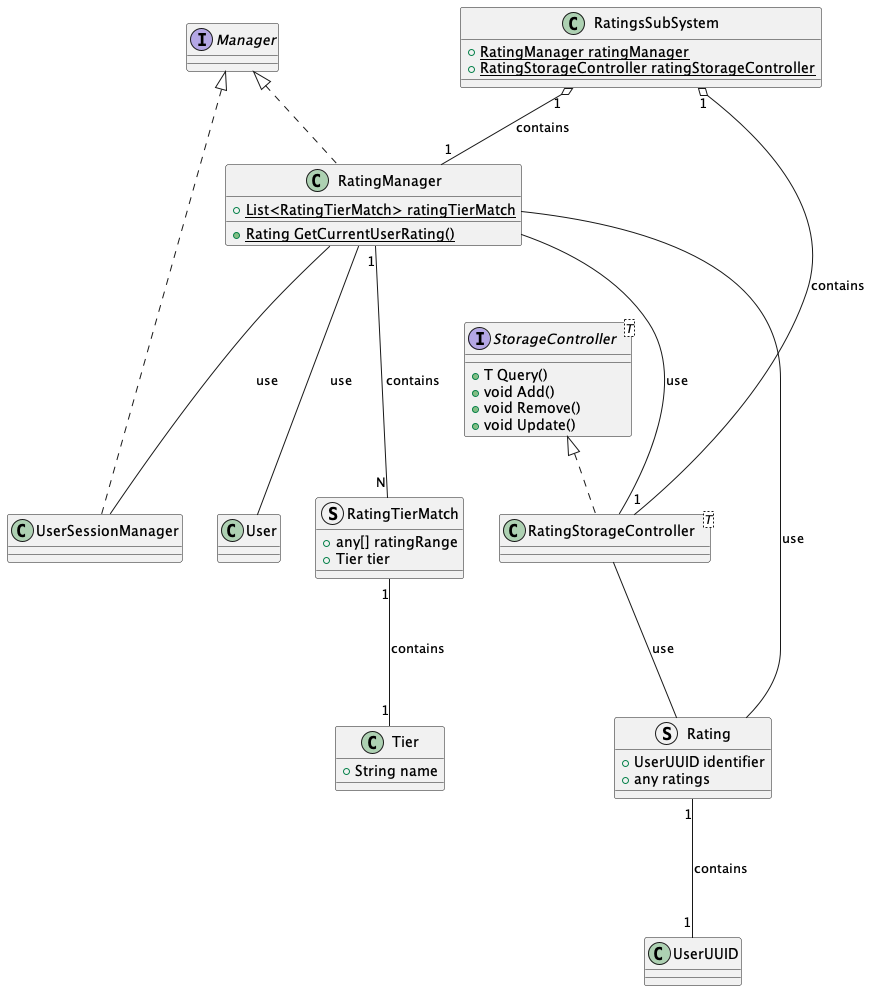 I Manager
C RatingsSubSystem
RatingManager ratingManager
RatingStorageController ratingStorageController
1
1
contains
1
C RatingManager
List<RatingTierMatch> ratingTierMatch
Rating GetCurrentUserRating()
1
contains
I StorageController T
T Query()
void Add()
void Remove()
void Update()
use
use
contains
use
N
1
C UserSessionManager
C User
S RatingTierMatch
any[] ratingRange
Tier tier
C RatingStorageController T
use
1
contains
use
1
C Tier
String name
S Rating
UserUUID identifier
any ratings
1
contains
1
C UserUUID